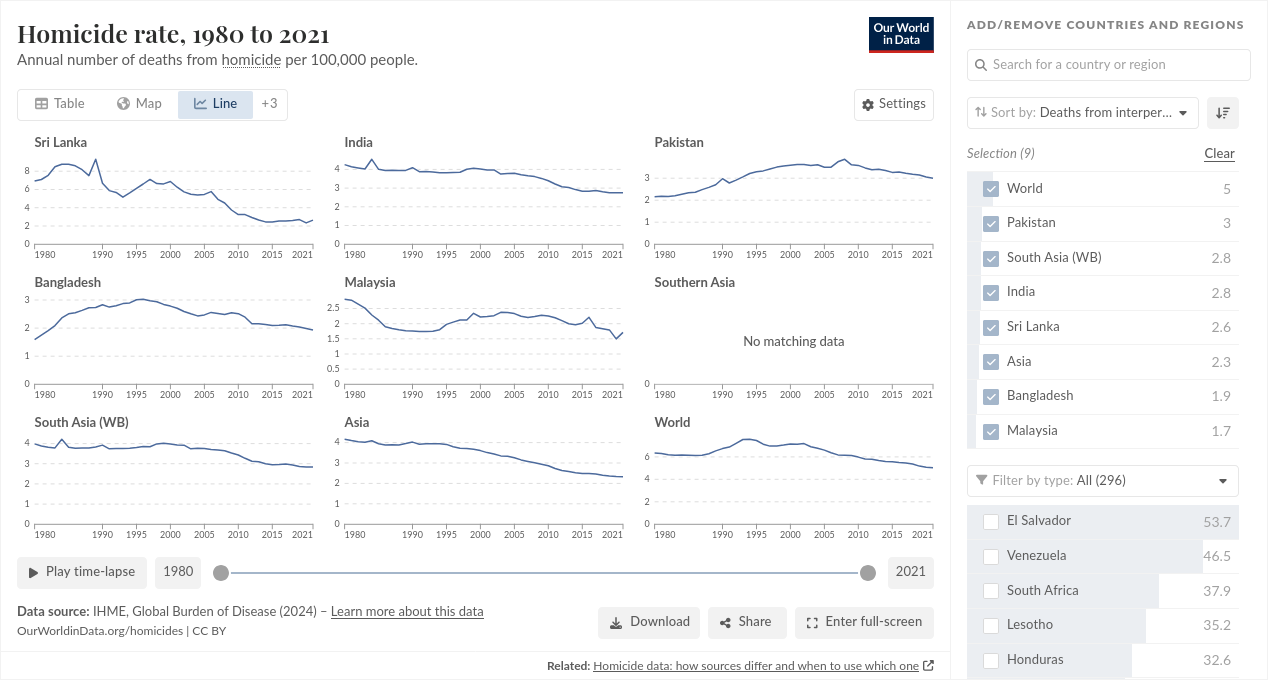 Homicide rate, 1980 to 2021
Annual number of deaths from homicide per 100,000 people.
Our World
in Data
Table
Map
Line
+3
Settings
Sri Lanka
8
6
4
2
0
1980 1990 1995 2000 2005 2010 2015 2021
India
4
3
2
1
0
1980 1990 1995 2000 2005 2010 2015 2021
Pakistan
3
2
1
0
1980 1990 1995 2000 2005 2010 2015 2021
Bangladesh
3
2
1
0
1980 1990 1995 2000 2005 2010 2015 2021
Malaysia
2.5
2
1.5
1
0.5
0
1980 1990 1995 2000 2005 2010 2015 2021
Southern Asia
No matching data
0
1980 1990 1995 2000 2005 2010 2015 2021
South Asia (WB)
4
3
2
1
0
1980 1990 1995 2000 2005 2010 2015 2021
Asia
4
3
2
1
0
1980 1990 1995 2000 2005 2010 2015 2021
World
6
4
2
0
1980 1990 1995 2000 2005 2010 2015 2021
Play time-lapse
1980
2021
Data source: IHME, Global Burden of Disease (2024) – Learn more about this data
OurWorldinData.org/homicides | CC BY
Download
Share
Enter full-screen
Related: Homicide data: how sources differ and when to use which one
ADD/REMOVE COUNTRIES AND REGIONS
Search for a country or region
Sort by: Deaths from interper...
Selection (9)
Clear
World 5
Pakistan 3
South Asia (WB) 2.8
India 2.8
Sri Lanka 2.6
Asia 2.3
Bangladesh 1.9
Malaysia 1.7
Filter by type: All (296)
El Salvador 53.7
Venezuela 46.5
South Africa 37.9
Lesotho 35.2
Honduras 32.6